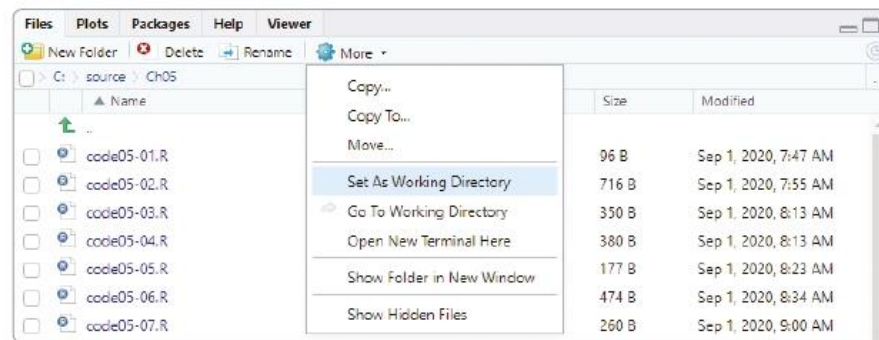 Files Plots Packages Help Viewer
New Folder Delete Rename More
C: source Ch05
Name Size Modified
..
code05-01.R 96 B Sep 1, 2020, 7:47 AM
code05-02.R 716 B Sep 1, 2020, 7:55 AM
code05-03.R 350 B Sep 1, 2020, 8:13 AM
code05-04.R 380 B Sep 1, 2020, 8:13 AM
code05-05.R 177 B Sep 1, 2020, 8:23 AM
code05-06.R 474 B Sep 1, 2020, 8:34 AM
code05-07.R 260 B Sep 1, 2020, 9:00 AM
Copy...
Copy To...
Move...
Set As Working Directory
Go To Working Directory
Open New Terminal Here
Show Folder in New Window
Show Hidden Files